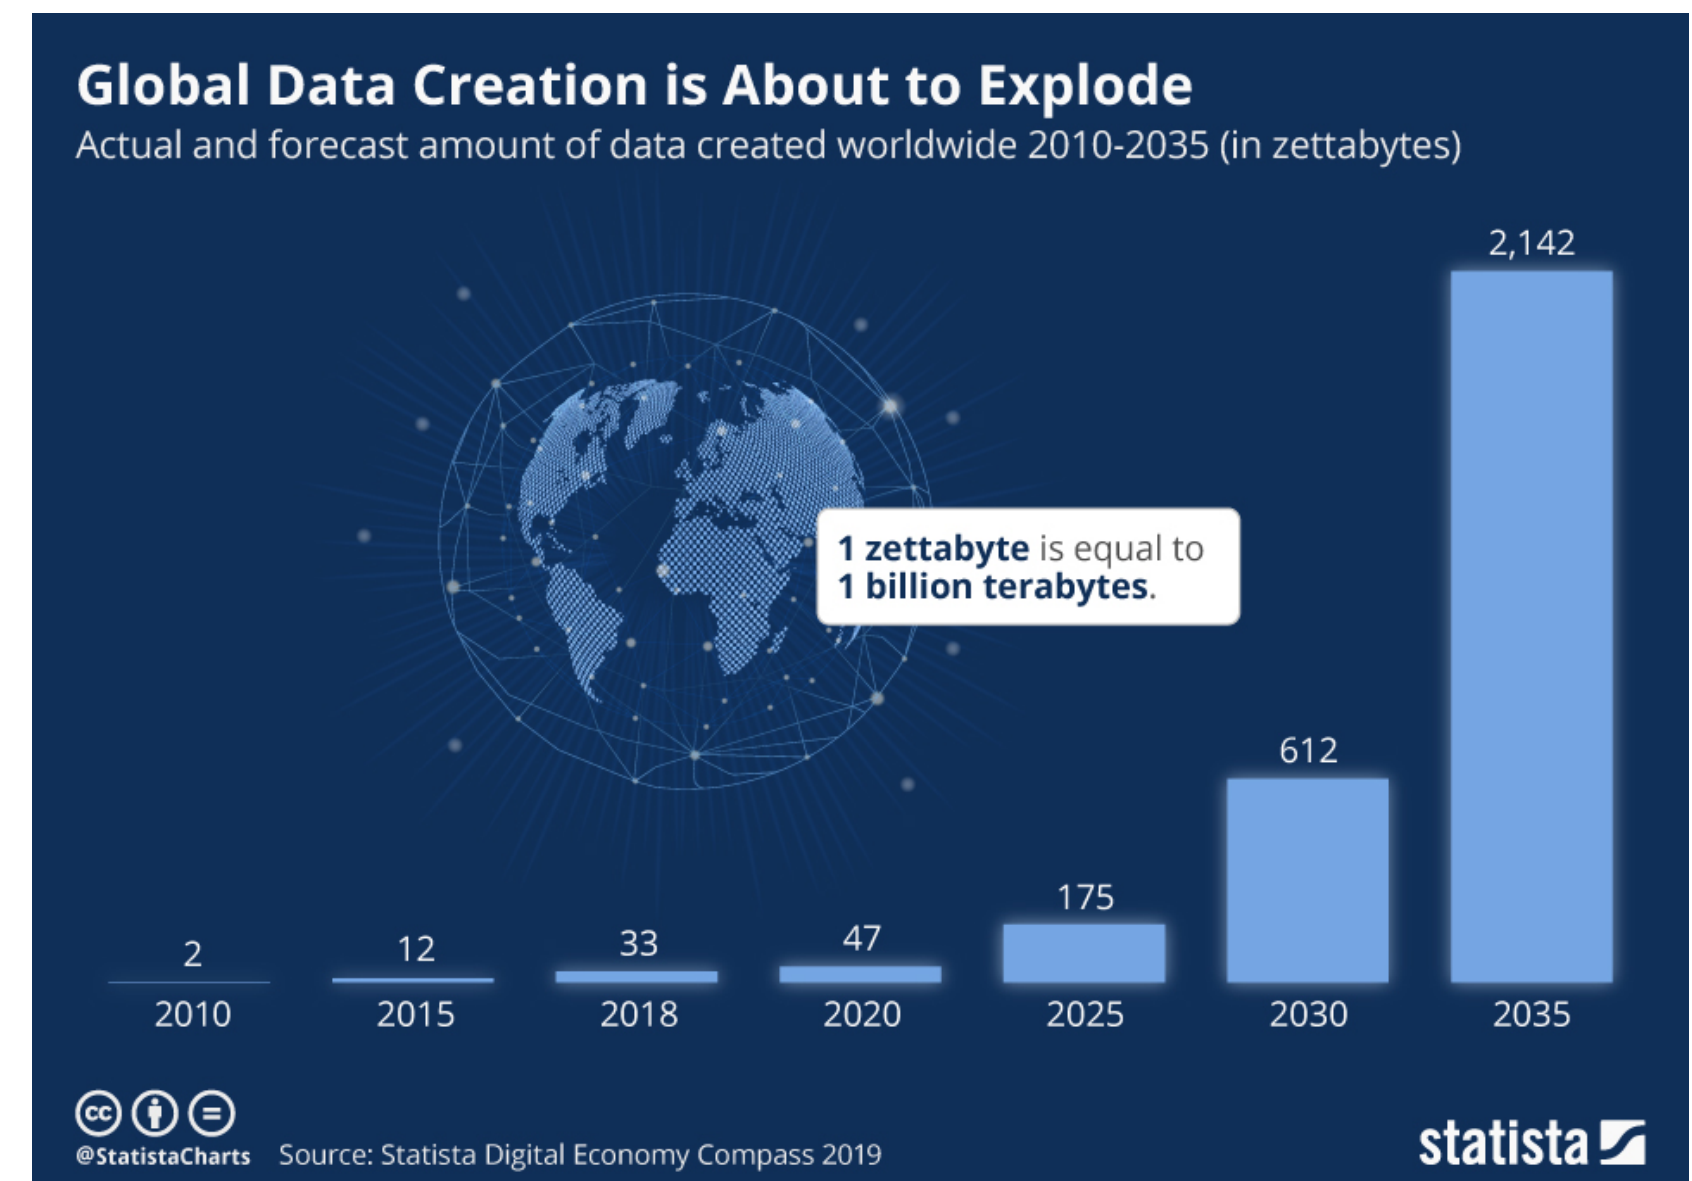 Global Data Creation is About to Explode
Actual and forecast amount of data created worldwide 2010-2035 (in zettabytes)
2,142
1 zettabyte is equal to
1 billion terabytes.
612
175
2
12
33
47
2010
2015
2018
2020
2025
2030
2035
cc
@StatistaCharts
Source: Statista Digital Economy Compass 2019
statista